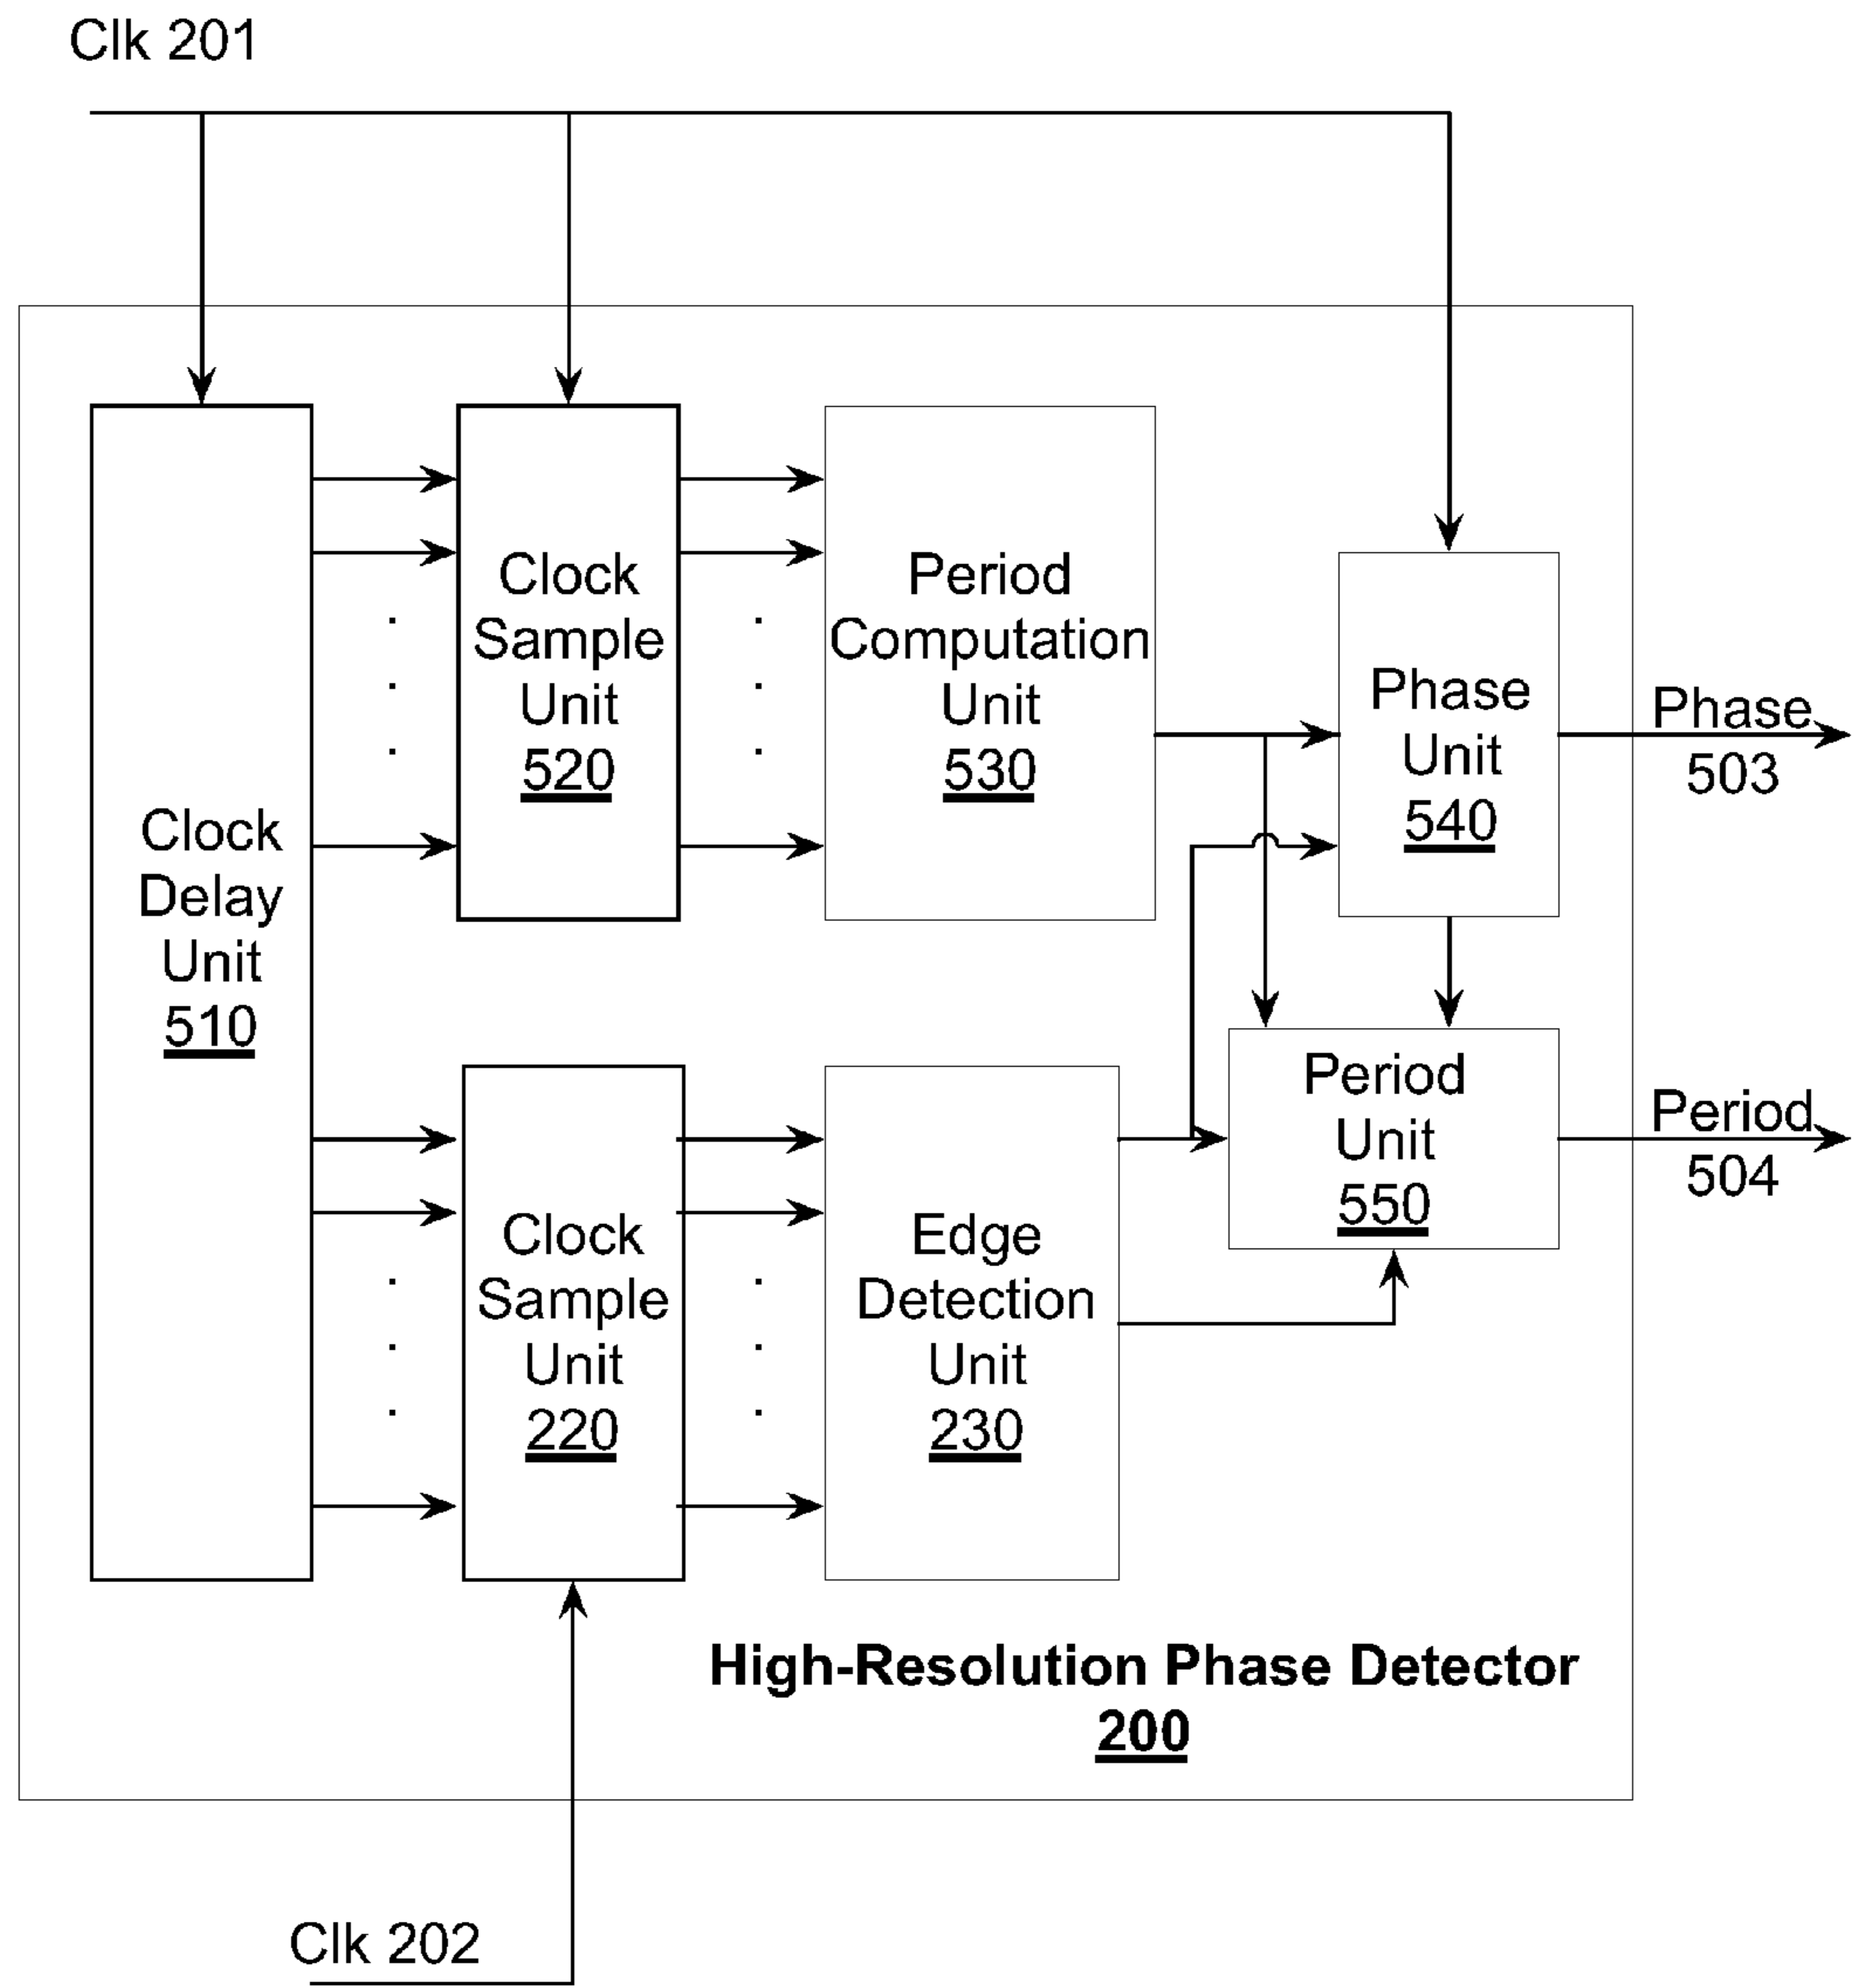 Clk 201
Clock
Delay
Unit
510
Clock
Sample
Unit
520
Period
Computation
Unit
530
Phase
Unit
540
Phase
503
Clock
Sample
Unit
220
Edge
Detection
Unit
230
Period
Unit
550
Period
504
High-Resolution Phase Detector
200
Clk 202